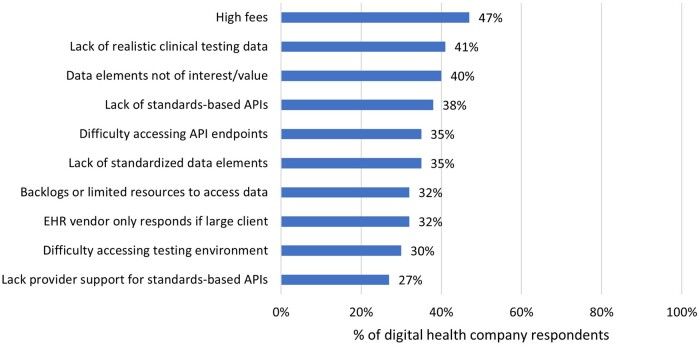 High fees 47%
Lack of realistic clinical testing data 41%
Data elements not of interest/value 40%
Lack of standards-based APIs 38%
Difficulty accessing API endpoints 35%
Lack of standardized data elements 35%
Backlogs or limited resources to access data 32%
EHR vendor only responds if large client 32%
Difficulty accessing testing environment 30%
Lack provider support for standards-based APIs 27%
0% 20% 40% 60% 80% 100%
% of digital health company respondents